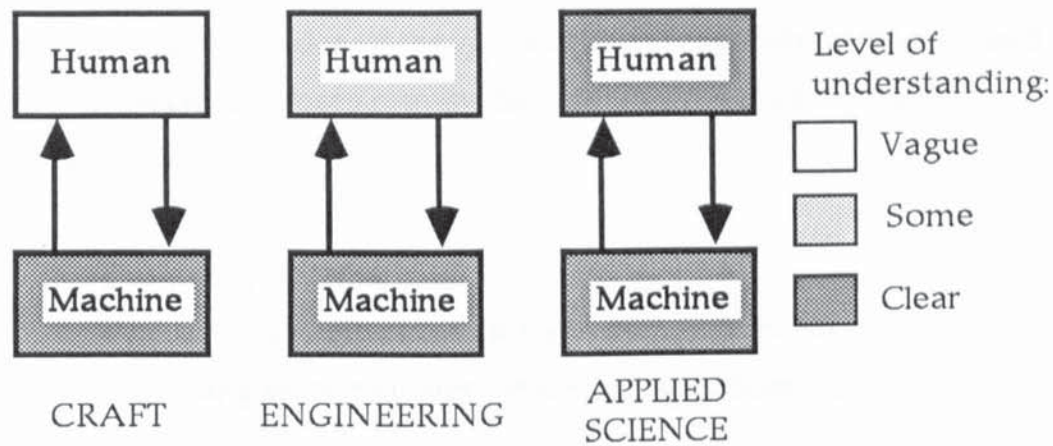 Human
Human
Human
Level of
understanding:
Vague
Some
Clear
Machine
Machine
Machine
CRAFT
ENGINEERING
APPLIED
SCIENCE